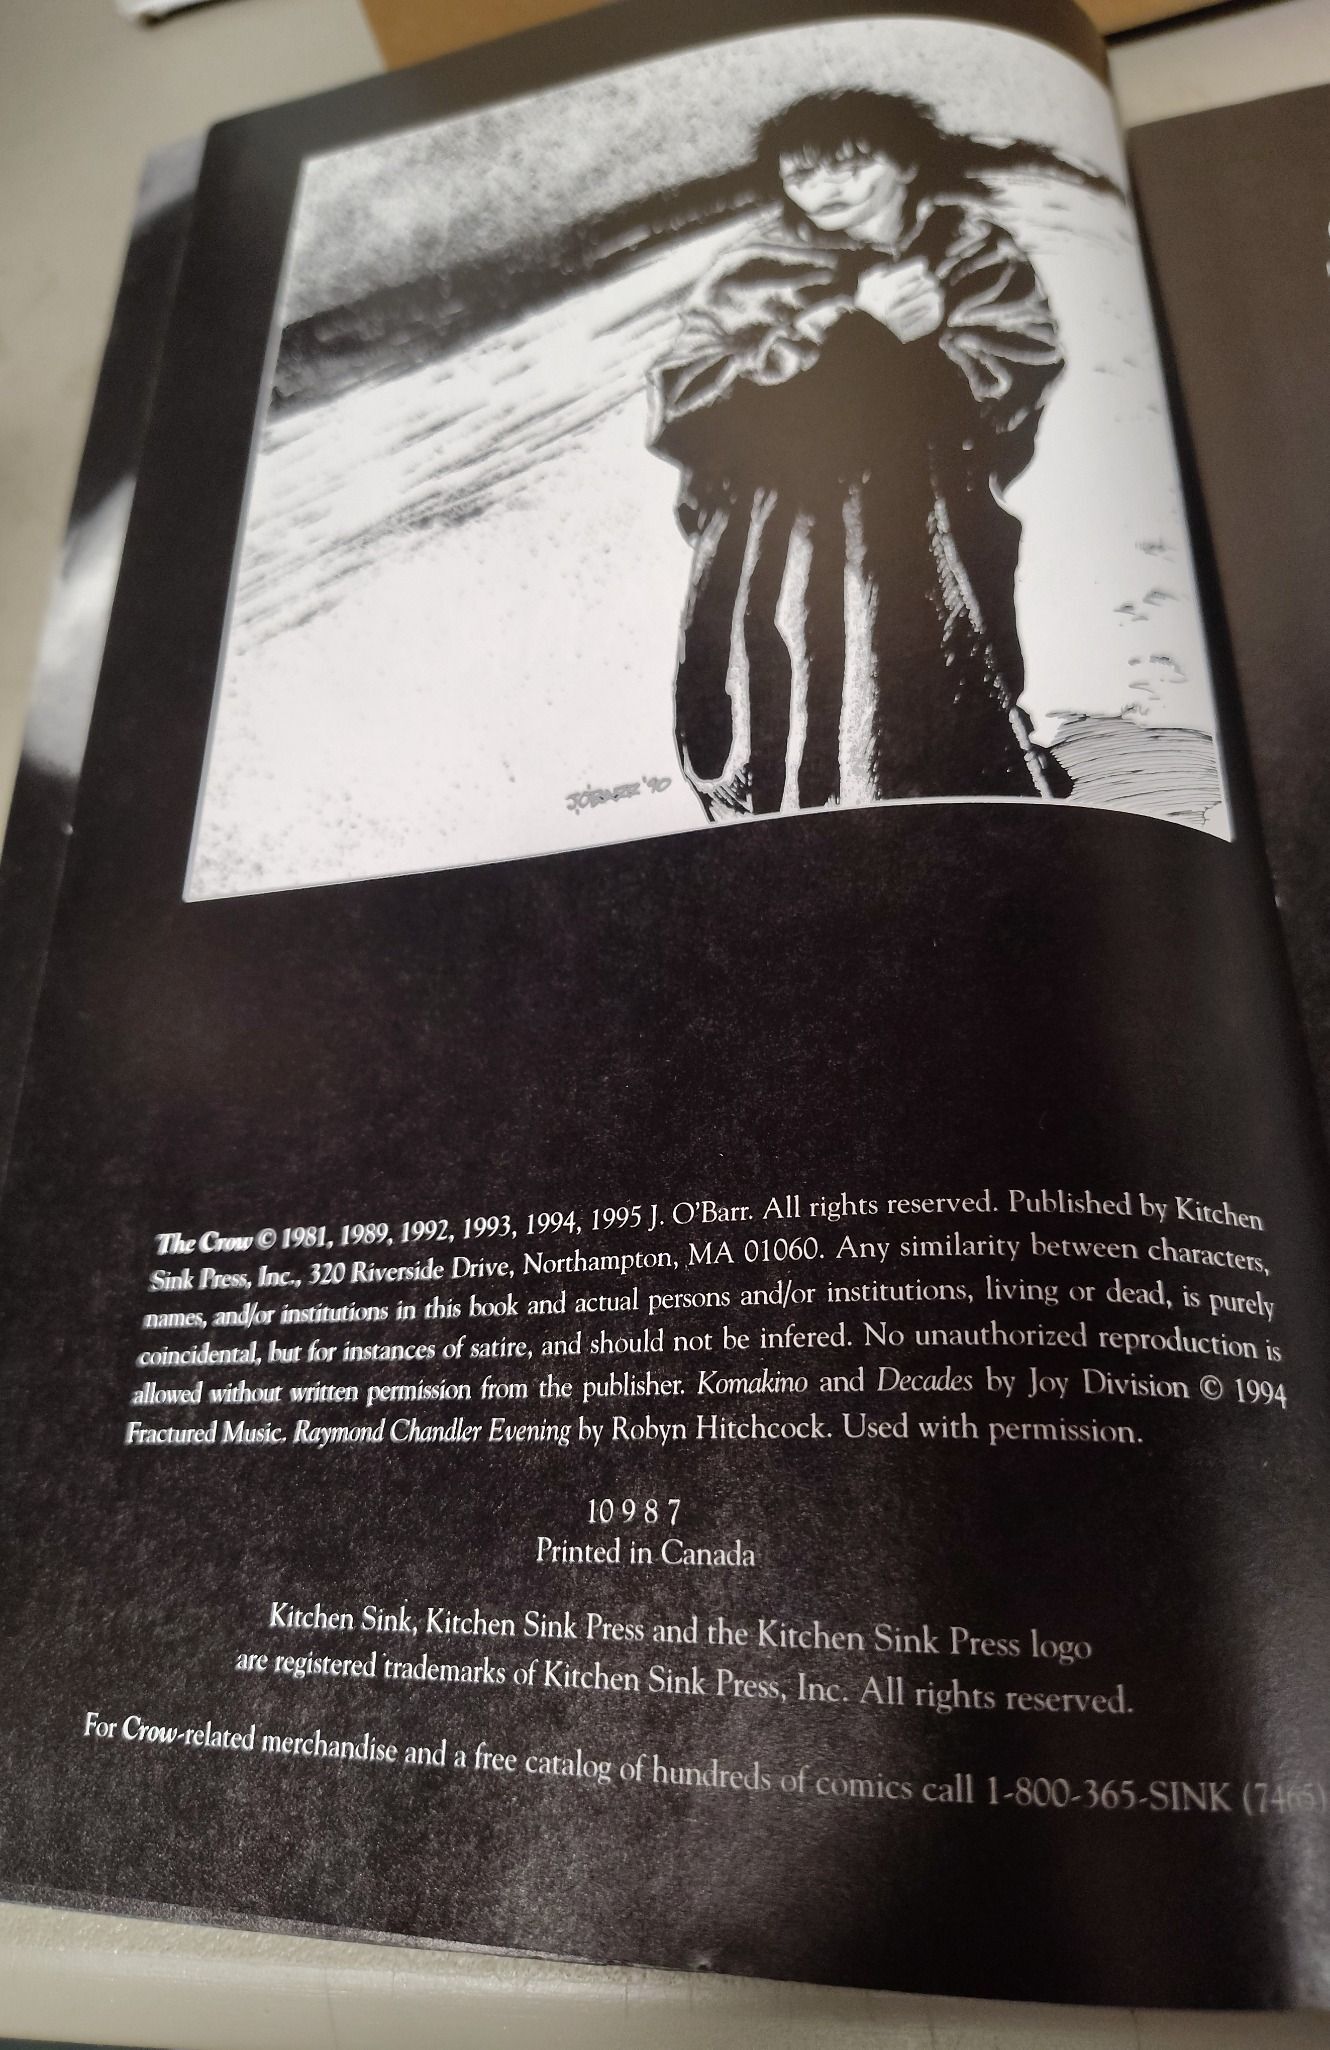 J.O'BARR '90
The Crow © 1981, 1989, 1992, 1993, 1994, 1995 J. O'Barr. All rights reserved. Published by Kitchen
Sink Press, Inc., 320 Riverside Drive, Northampton, MA 01060. Any similarity between characters,
names, and/or institutions in this book and actual persons and/or institutions, living or dead, is purely
coincidental, but for instances of satire, and should not be infered. No unauthorized reproduction is
allowed without written permission from the publisher. Komakino and Decades by Joy Division © 1994
Fractured Music. Raymond Chandler Evening by Robyn Hitchcock. Used with permission.
10 9 8 7
Printed in Canada
Kitchen Sink, Kitchen Sink Press and the Kitchen Sink Press logo
are registered trademarks of Kitchen Sink Press, Inc. All rights reserved.
For Crow-related merchandise and a free catalog of hundreds of comics call 1-800-365-SINK (7465)